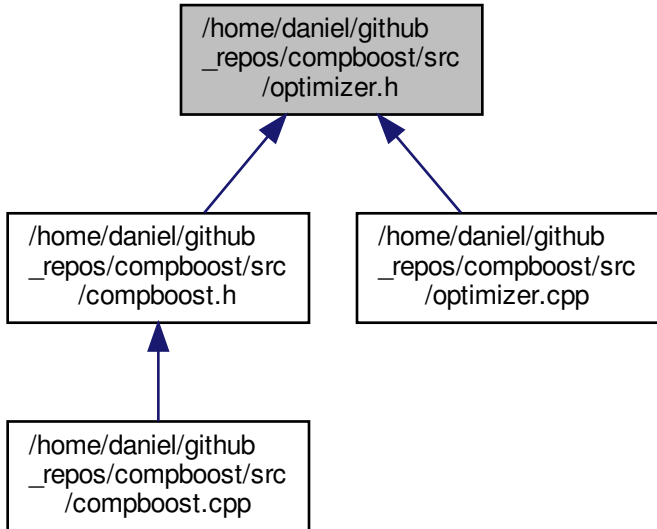 /home/daniel/github
_repos/compboost/src
/optimizer.h
/home/daniel/github
_repos/compboost/src
/compboost.h
/home/daniel/github
_repos/compboost/src
/optimizer.cpp
/home/daniel/github
_repos/compboost/src
/compboost.cpp